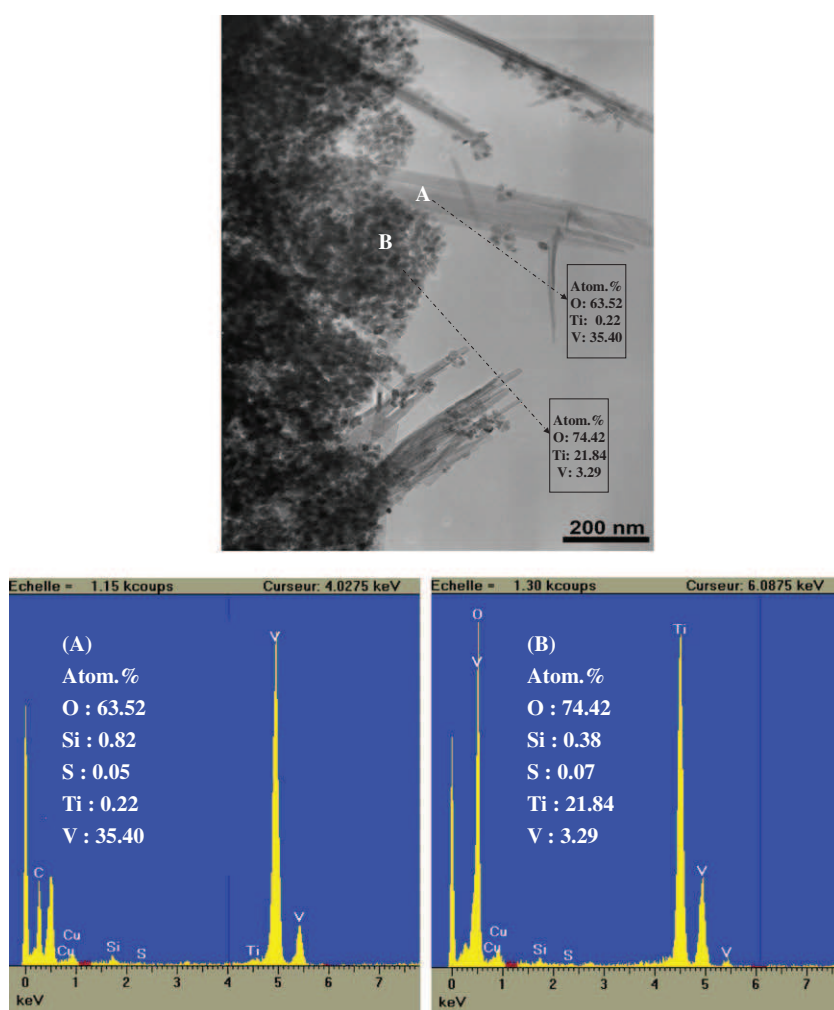 A
B
Atom.%
O: 63.52
Ti: 0.22
V: 35.40
Atom.%
O: 74.42
Ti: 21.84
V: 3.29
200 nm
Echelle = 1.15 kcoups Curseur: 4.0275 keV
(A)
Atom.%
O : 63.52
Si : 0.82
S : 0.05
Ti : 0.22
V : 35.40
V
C
Cu
Cu
Si
S
Ti
V
0 1 2 3 4 5 6 7
keV
Echelle = 1.30 kcoups Curseur: 6.0875 keV
(B)
Atom.%
O : 74.42
Si : 0.38
S : 0.07
Ti : 21.84
V : 3.29
O
V
Ti
Cu
Cu
Si
S
V
V
0 1 2 3 4 5 6 7
keV